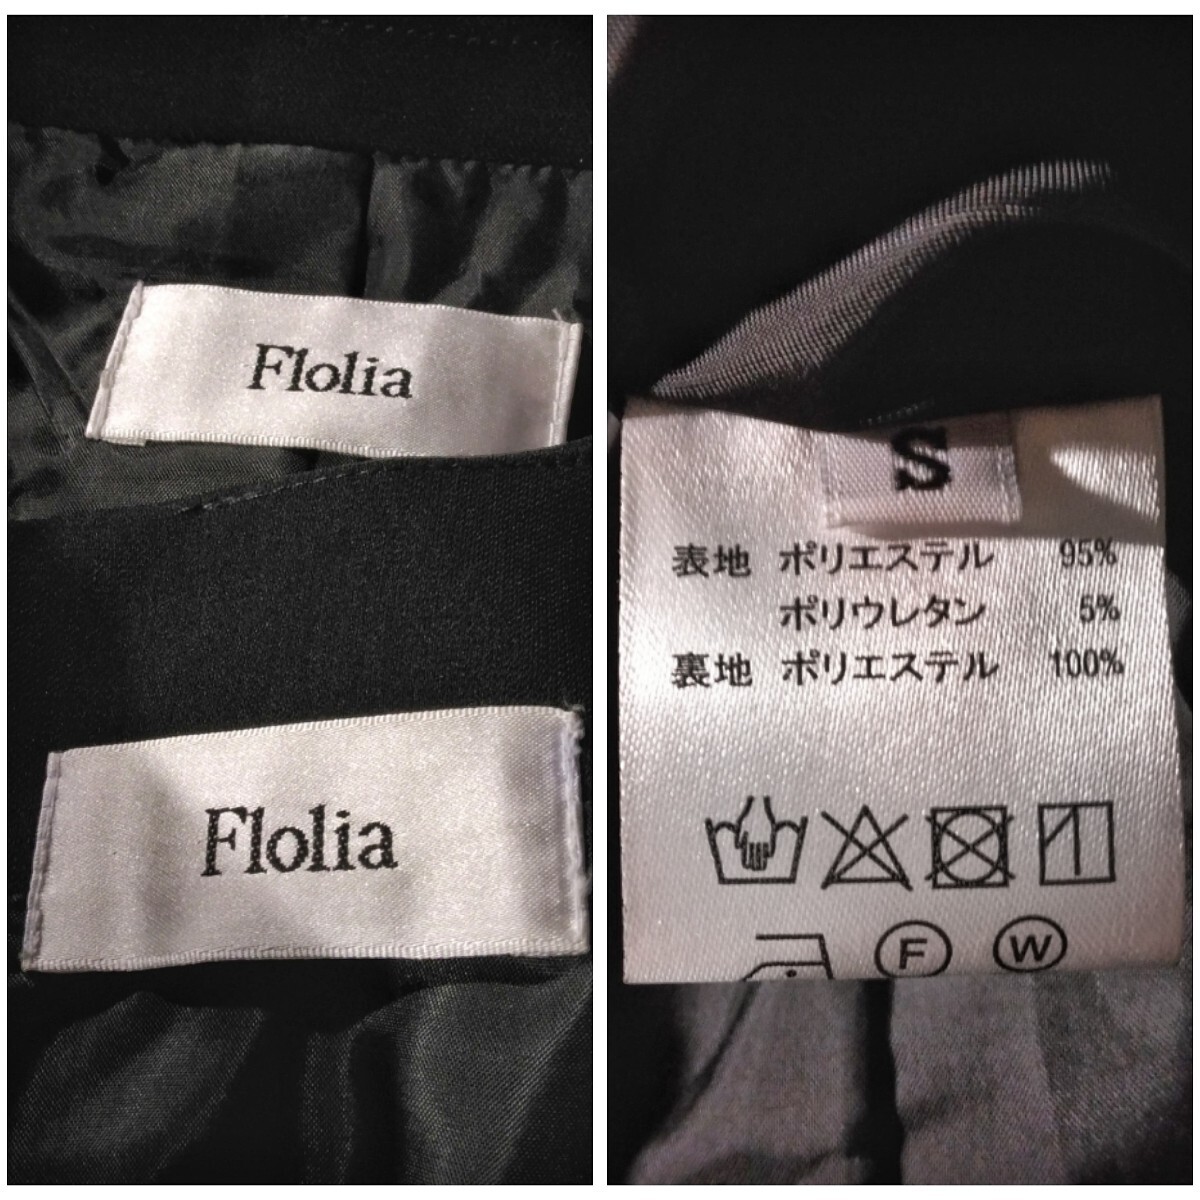 Flolia
Flolia
S
表地 ポリエステル 95%
ポリウレタン 5%
裏地 ポリエステル 100%
F W